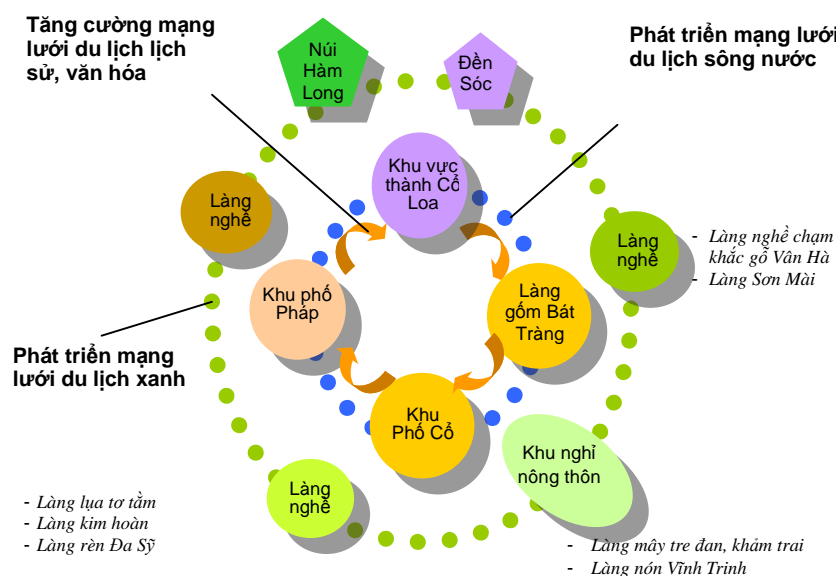 Tăng cường mạng
lưới du lịch lịch
sử, văn hóa
Núi
Hàm
Long
Đền
Sóc
Phát triển mạng lưới
du lịch sông nước
Khu vực
thành Cổ
Loa
Làng
nghề
Làng
nghề
- Làng nghề chạm
khắc gỗ Vân Hà
- Làng Sơn Mài
Khu phố
Pháp
Làng
gốm Bát
Tràng
Phát triển mạng
lưới du lịch xanh
Khu
Phố Cổ
Khu nghỉ
nông thôn
Làng
nghề
- Làng lụa tơ tằm
- Làng kim hoàn
- Làng rèn Đa Sỹ
- Làng mây tre đan, khảm trai
- Làng nón Vĩnh Trinh